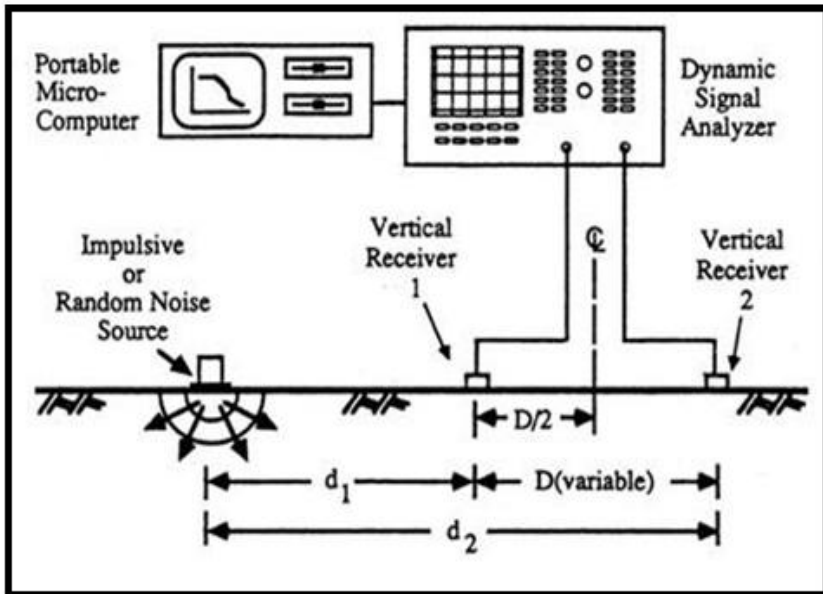 Portable
Micro-
Computer
Dynamic
Signal
Analyzer
Impulsive
or
Random Noise
Source
Vertical
Receiver
1
℄
Vertical
Receiver
2
D/2
d1
D(variable)
d2